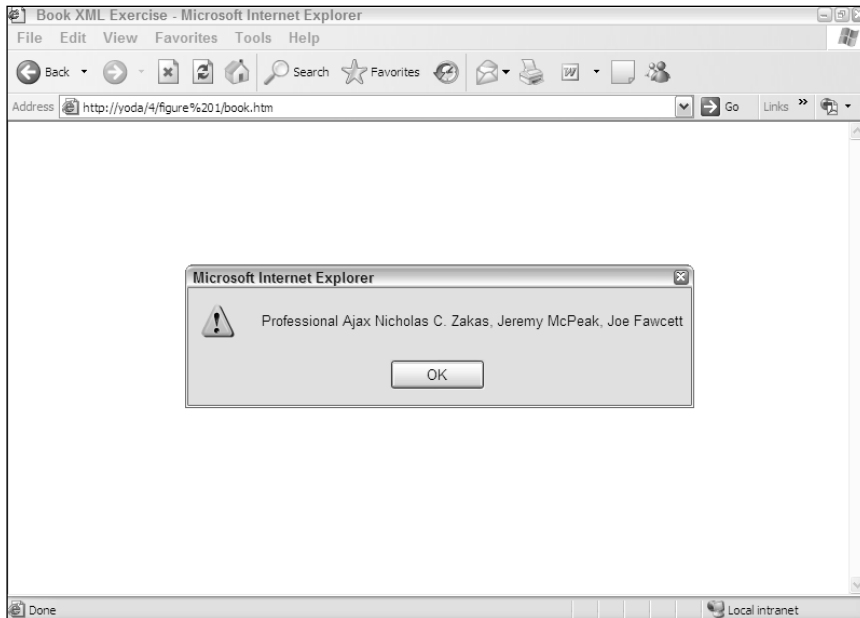 Book XML Exercise - Microsoft Internet Explorer
File Edit View Favorites Tools Help
Back Search Favorites
Address http://yoda/4/figure%201/book.htm Go Links »
Microsoft Internet Explorer
Professional Ajax Nicholas C. Zakas, Jeremy McPeak, Joe Fawcett
OK
Done Local intranet